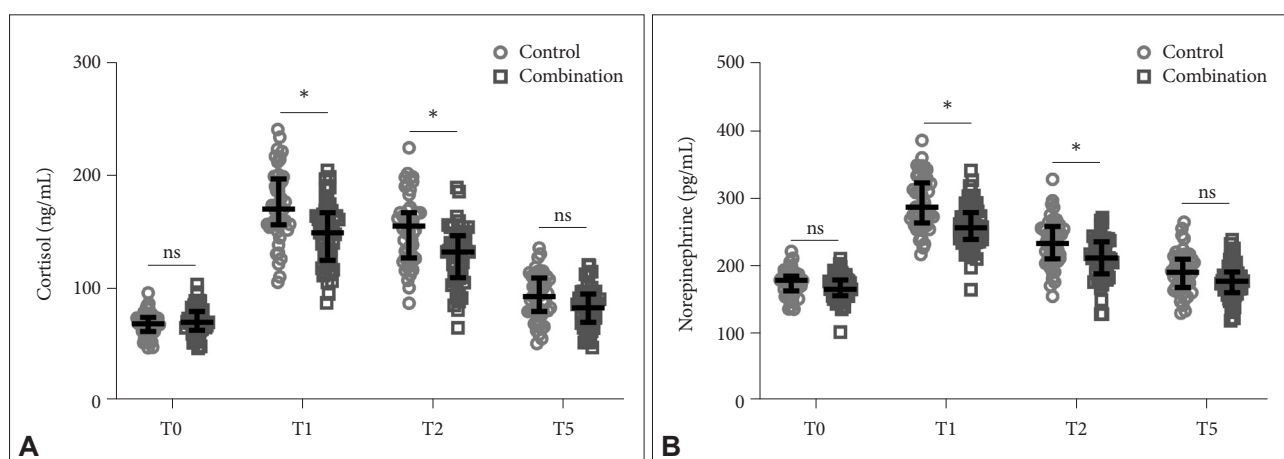 Control
Combination
300
200
100
0
Cortisol (ng/mL)
ns
*
*
ns
T0
T1
T2
T5
A
Control
Combination
500
400
300
200
100
0
Norepinephrine (pg/mL)
ns
*
*
ns
T0
T1
T2
T5
B